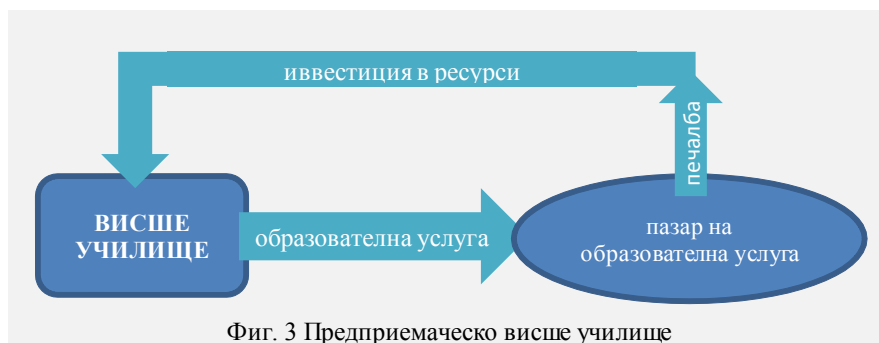 иввестиция в ресурси
печалба
ВИСШЕ
УЧИЛИЩЕ
образователна услуга
пазар на
образователна услуга
Фиг. 3 Предприемаческо висше училище